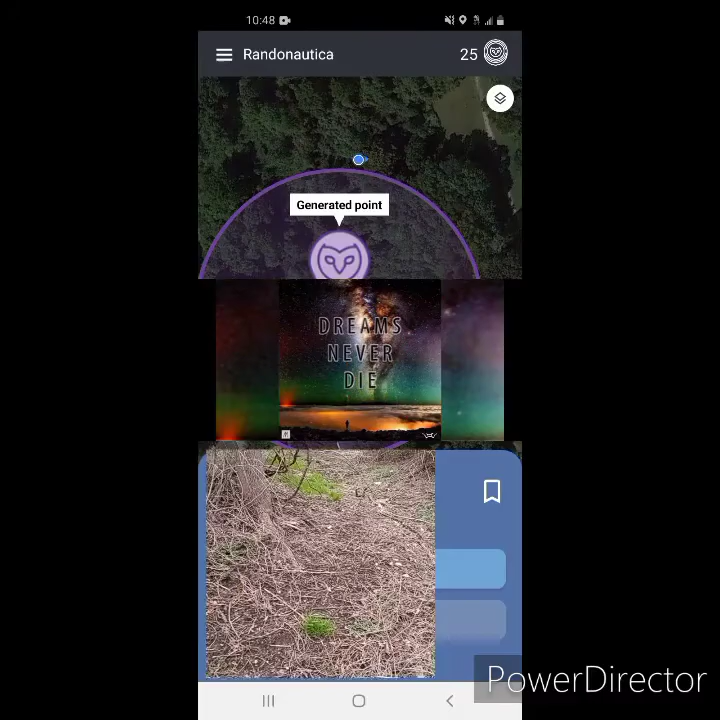 10:48
Randonautica
25
Generated point
DREAMS
NEVER
DIE
PowerDirector